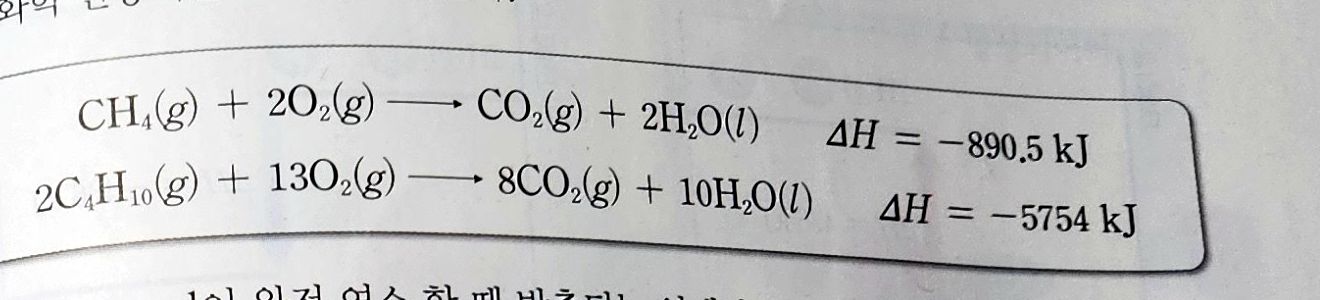 CH₄(g) + 2O₂(g) ⟶ CO₂(g) + 2H₂O(l) ΔH = −890.5 kJ
2C₄H₁₀(g) + 13O₂(g) ⟶ 8CO₂(g) + 10H₂O(l) ΔH = −5754 kJ